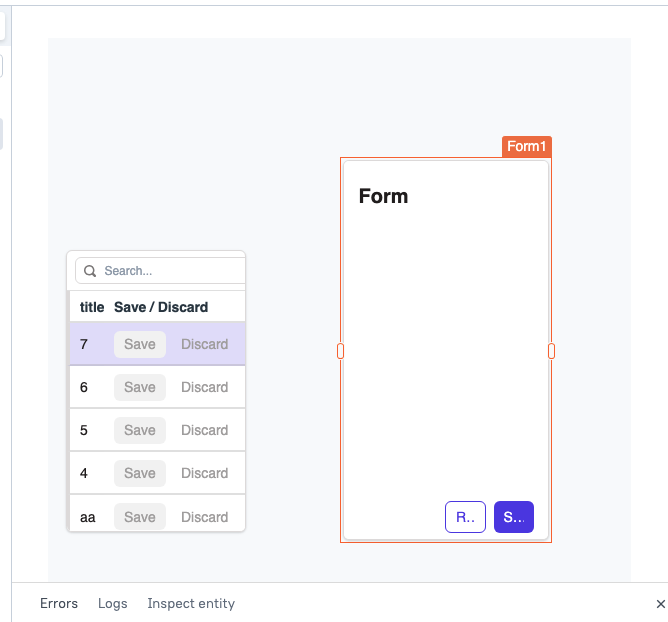 Form1
Form
Search...
title Save / Discard
7 Save Discard
6 Save Discard
5 Save Discard
4 Save Discard
aa Save Discard
R.. S...
Errors Logs Inspect entity